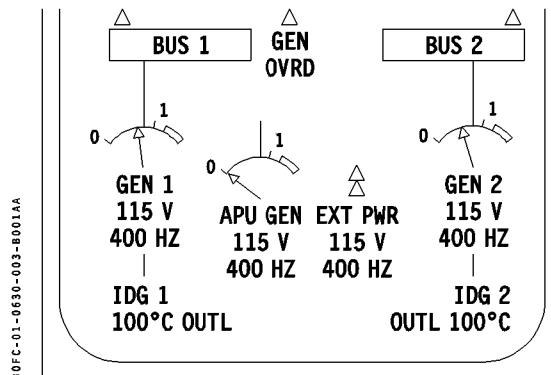 BUS 1
GEN
OVRD
BUS 2
0
1
0
1
0
1
GEN 1
115 V
400 HZ
APU GEN
115 V
400 HZ
EXT PWR
115 V
400 HZ
GEN 2
115 V
400 HZ
IDG 1
100°C OUTL
IDG 2
OUTL 100°C
0FC-01-0630-003-B001AA